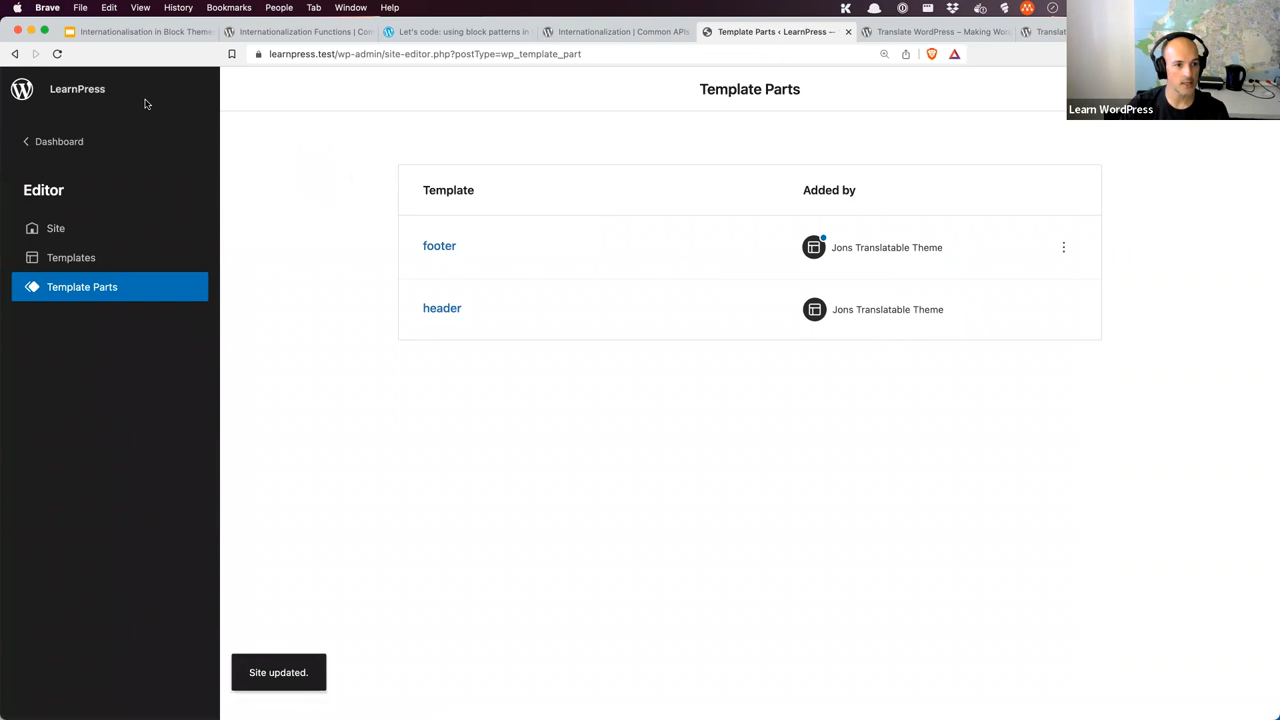 Brave File Edit View History Bookmarks People Tab Window Help
Internationalisation in Block Theme
Internationalization Functions | Co
Let's code: using block patterns in
Internationalization | Common APIs
Template Parts ‹ LearnPress —
Translate WordPress – Making Wor
Translat
learnpress.test/wp-admin/site-editor.php?postType=wp_template_part
LearnPress
Template Parts
Learn WordPress
Dashboard
Editor
Site
Templates
Template Parts
Template Added by
footer Jons Translatable Theme
header Jons Translatable Theme
Site updated.